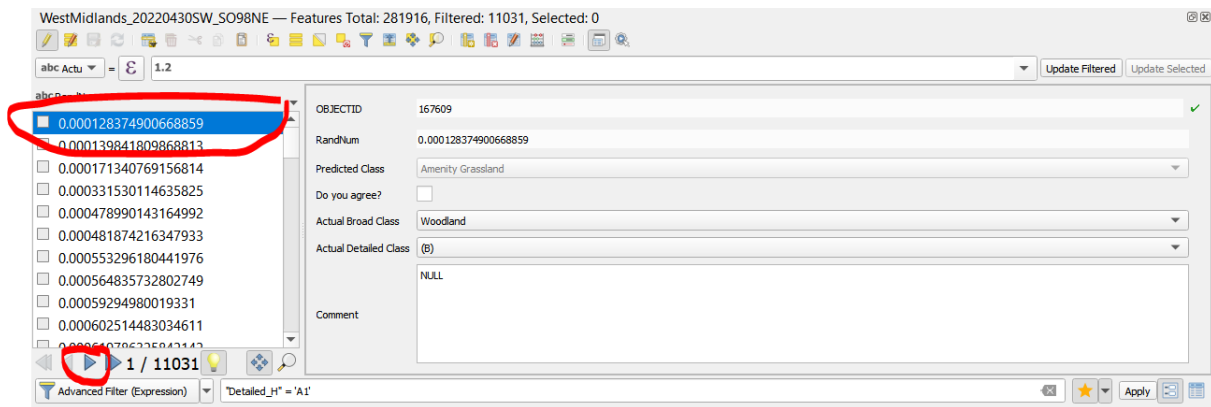 WestMidlands_20220430SW_SO98NE — Features Total: 281916, Filtered: 11031, Selected: 0
abc Actu = ε 1.2 Update Filtered Update Selected
abc
0.000128374900668859
0.000139841809868813
0.000171340769156814
0.000331530114635825
0.000478990143164992
0.000481874216347933
0.000553296180441976
0.000564835732802749
0.00059294980019331
0.000602514483034611
1 / 11031
OBJECTID 167609
RandNum 0.000128374900668859
Predicted Class Amenity Grassland
Do you agree?
Actual Broad Class Woodland
Actual Detailed Class (B)
Comment NULL
Advanced Filter (Expression) "Detailed_H" = 'A1' Apply